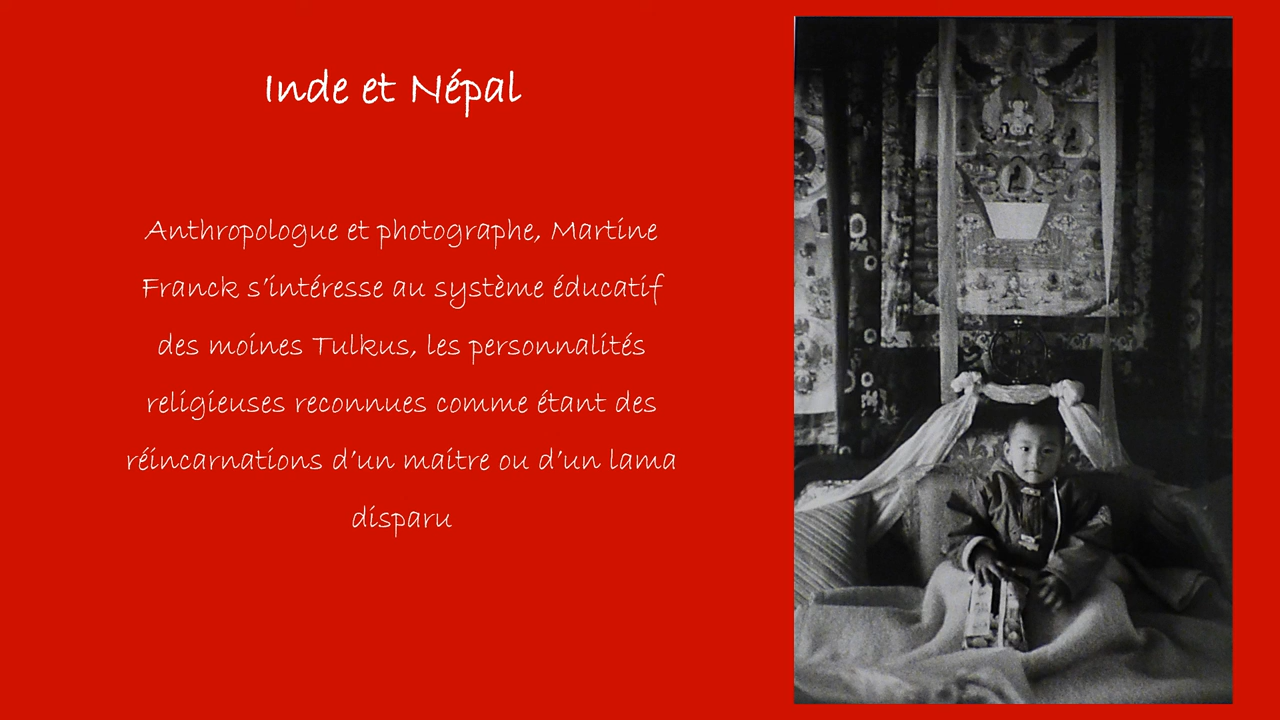 Inde et Népal
Anthropologue et photographe, Martine
Franck s'intéresse au système éducatif
des moines Tulkus, les personnalités
religieuses reconnues comme étant des
réincarnations d'un maitre ou d'un lama
disparu